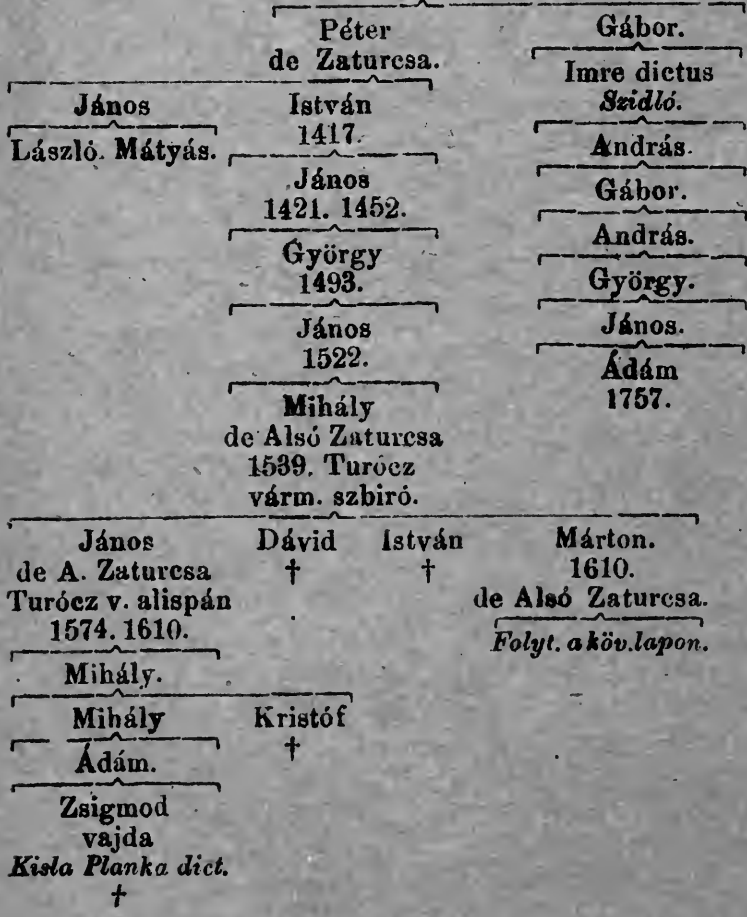 Péter Gábor.
de Zaturcsa. Imre dictus
János István Szidló.
László. Mátyás. 1417. András.
János Gábor.
1421. 1452. András.
György György.
1493. János.
János Ádám
1522. 1757.
Mihály
de Alsó Zaturcsa
1539. Turócz
várm. szbiró.
János Dávid István Márton.
de A. Zaturcsa † † 1610.
Turócz v. alispán de Alsó Zaturcsa.
1574. 1610. Folyt. a köv. lapon.
Mihály.
Mihály Kristóf
Ádám. †
Zsigmod
vajda
Kisla Planka dict.
†